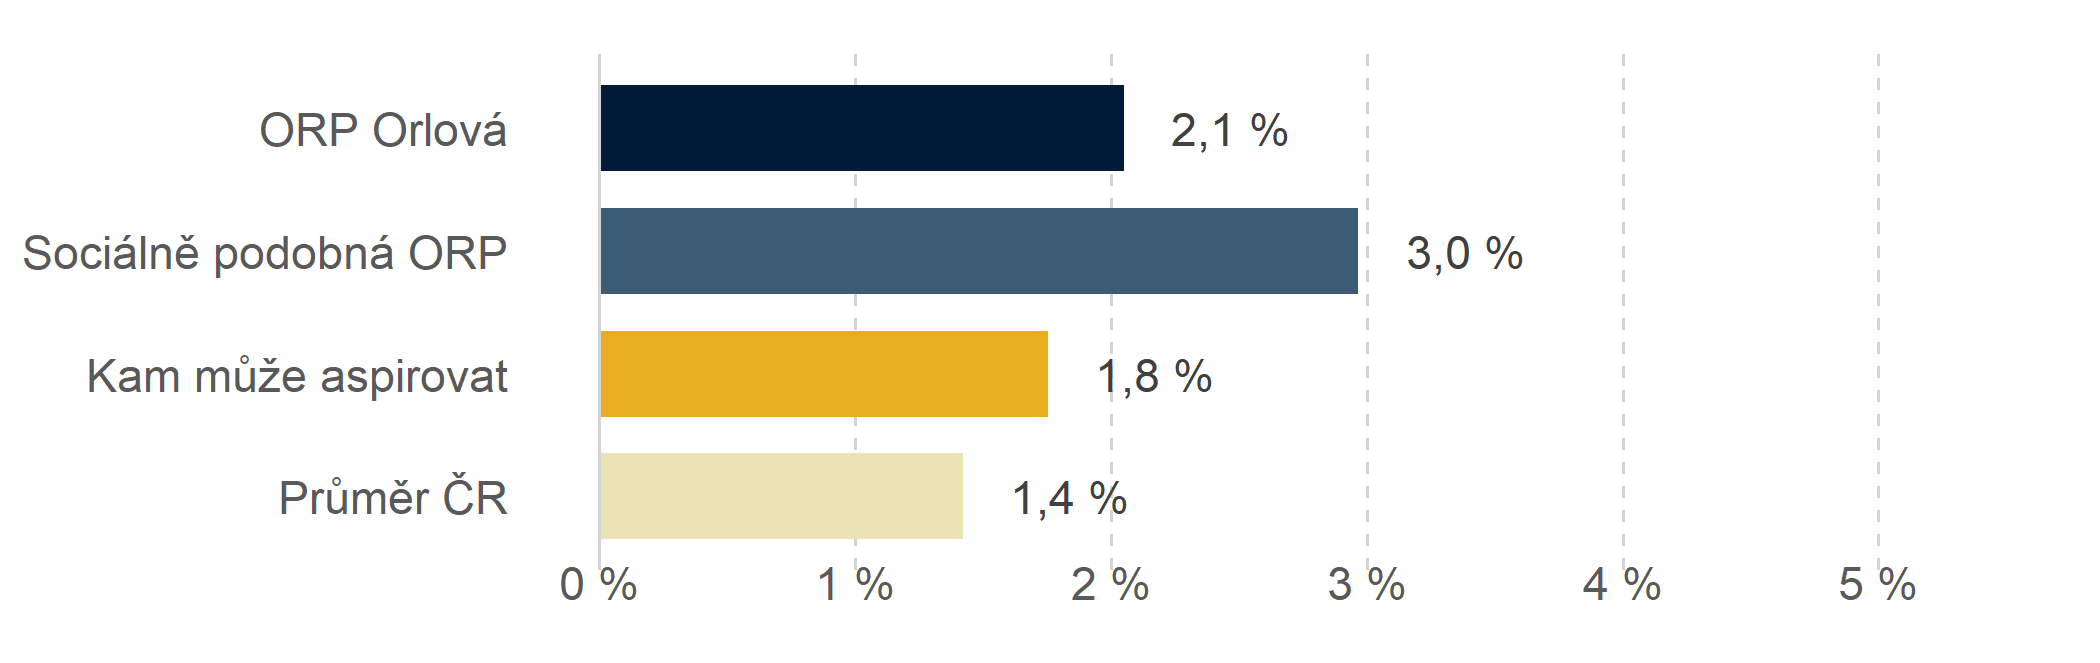 ORP Orlová
2,1 %
Sociálně podobná ORP
3,0 %
Kam může aspirovat
1,8 %
Průměr ČR
1,4 %
0 % 1 % 2 % 3 % 4 % 5 %